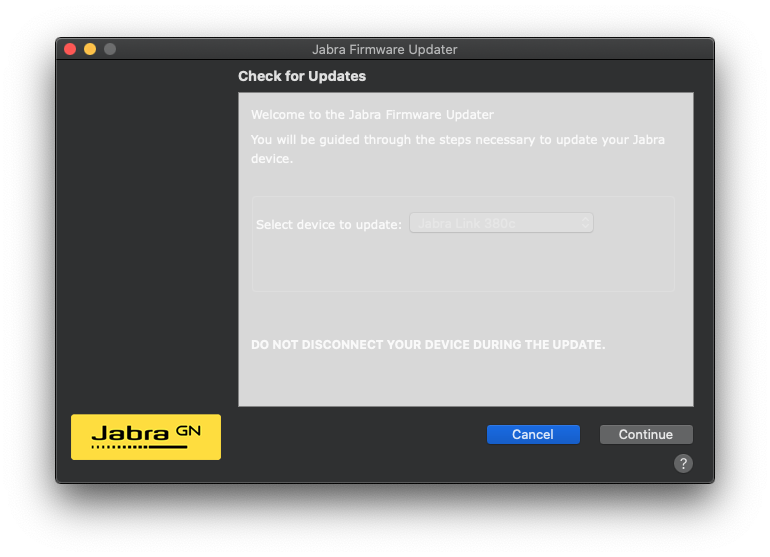 Jabra Firmware Updater
Check for Updates
Welcome to the Jabra Firmware Updater
You will be guided through the steps necessary to update your Jabra
device.
Select device to update: Jabra Link 380c
DO NOT DISCONNECT YOUR DEVICE DURING THE UPDATE.
Jabra GN
Cancel Continue
?